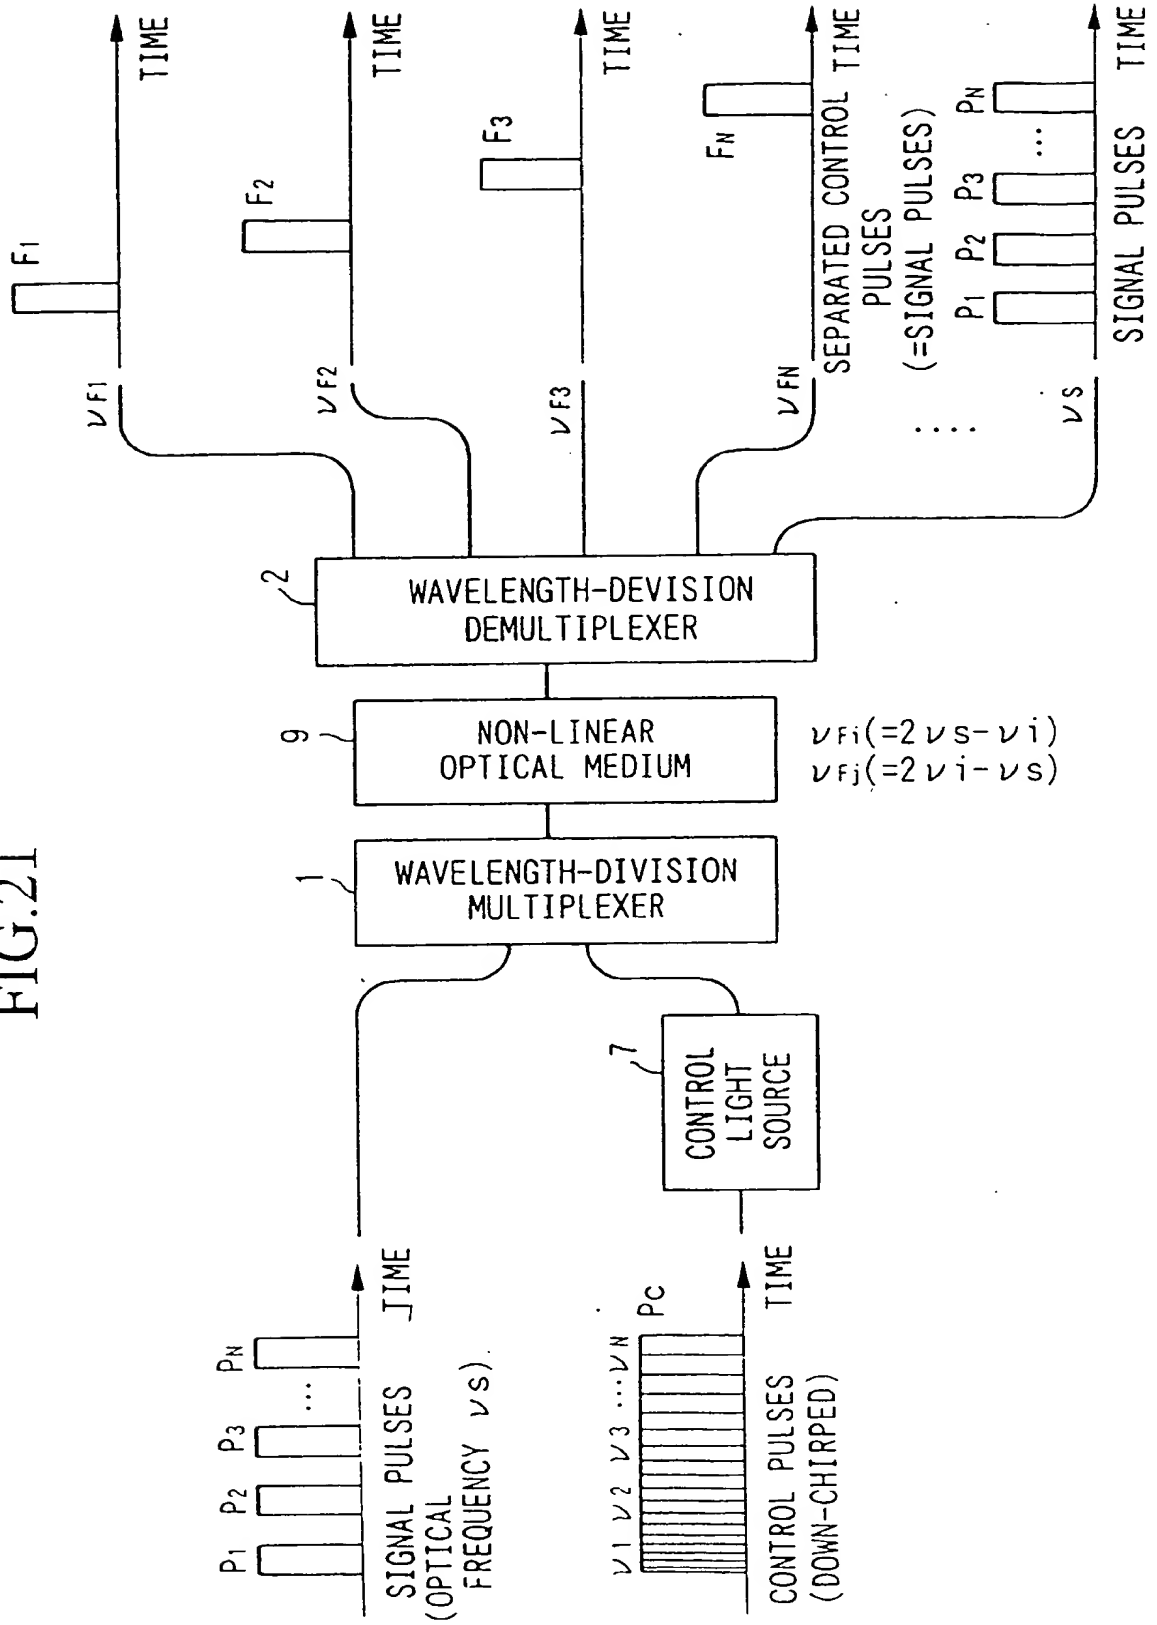 FIG.21
P1 P2 P3 ... PN
TIME
SIGNAL PULSES
(OPTICAL
FREQUENCY νs)
ν1 ν2 ν3 ...νN
Pc
TIME
CONTROL PULSES
(DOWN-CHIRPED)
7
CONTROL
LIGHT
SOURCE
1
WAVELENGTH-DIVISION
MULTIPLEXER
9
NON-LINEAR
OPTICAL MEDIUM
νFi(=2νs-νi)
νFj(=2νi-νs)
2
WAVELENGTH-DEVISION
DEMULTIPLEXER
νF1
F1
TIME
νF2
F2
TIME
νF3
F3
TIME
νFN
FN
TIME
SEPARATED CONTROL
PULSES
(=SIGNAL PULSES)
....
νs
P1 P2 P3 ... PN
TIME
SIGNAL PULSES